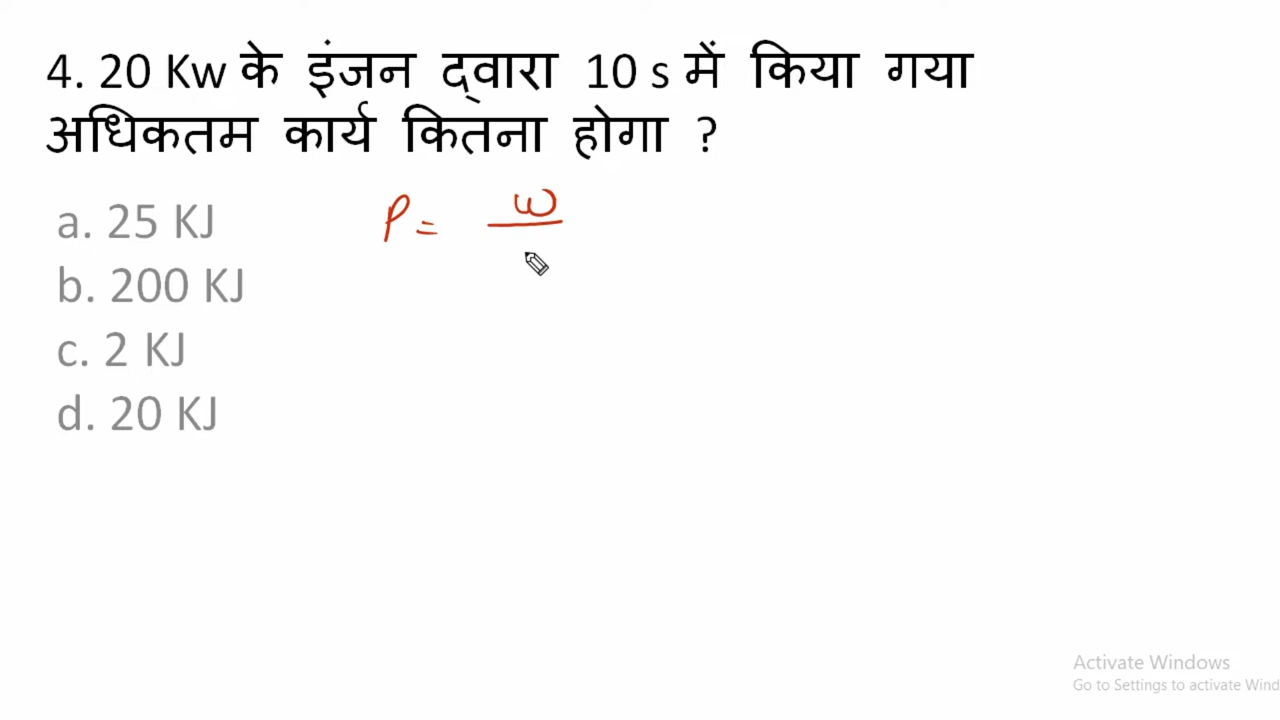 4. 20 Kw के इंजन द्वारा 10 s में किया गया
अधिकतम कार्य कितना होगा ?
a. 25 KJ
P = w
b. 200 KJ
c. 2 KJ
d. 20 KJ
Activate Windows
Go to Settings to activate Wind